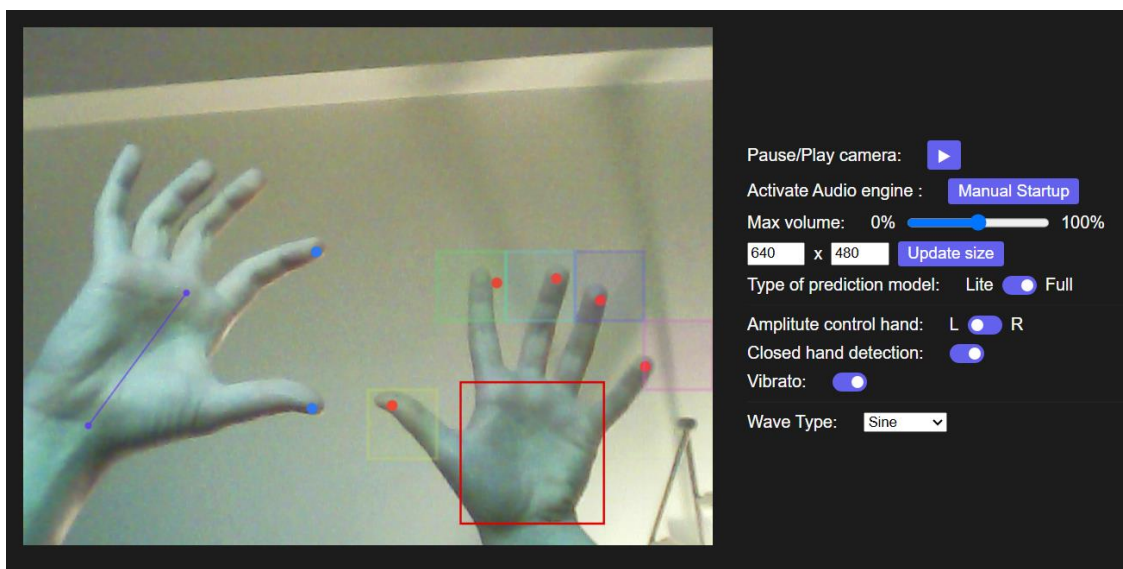 Pause/Play camera:
Activate Audio engine : Manual Startup
Max volume: 0% 100%
640 x 480 Update size
Type of prediction model: Lite Full
Amplitute control hand: L R
Closed hand detection:
Vibrato:
Wave Type: Sine